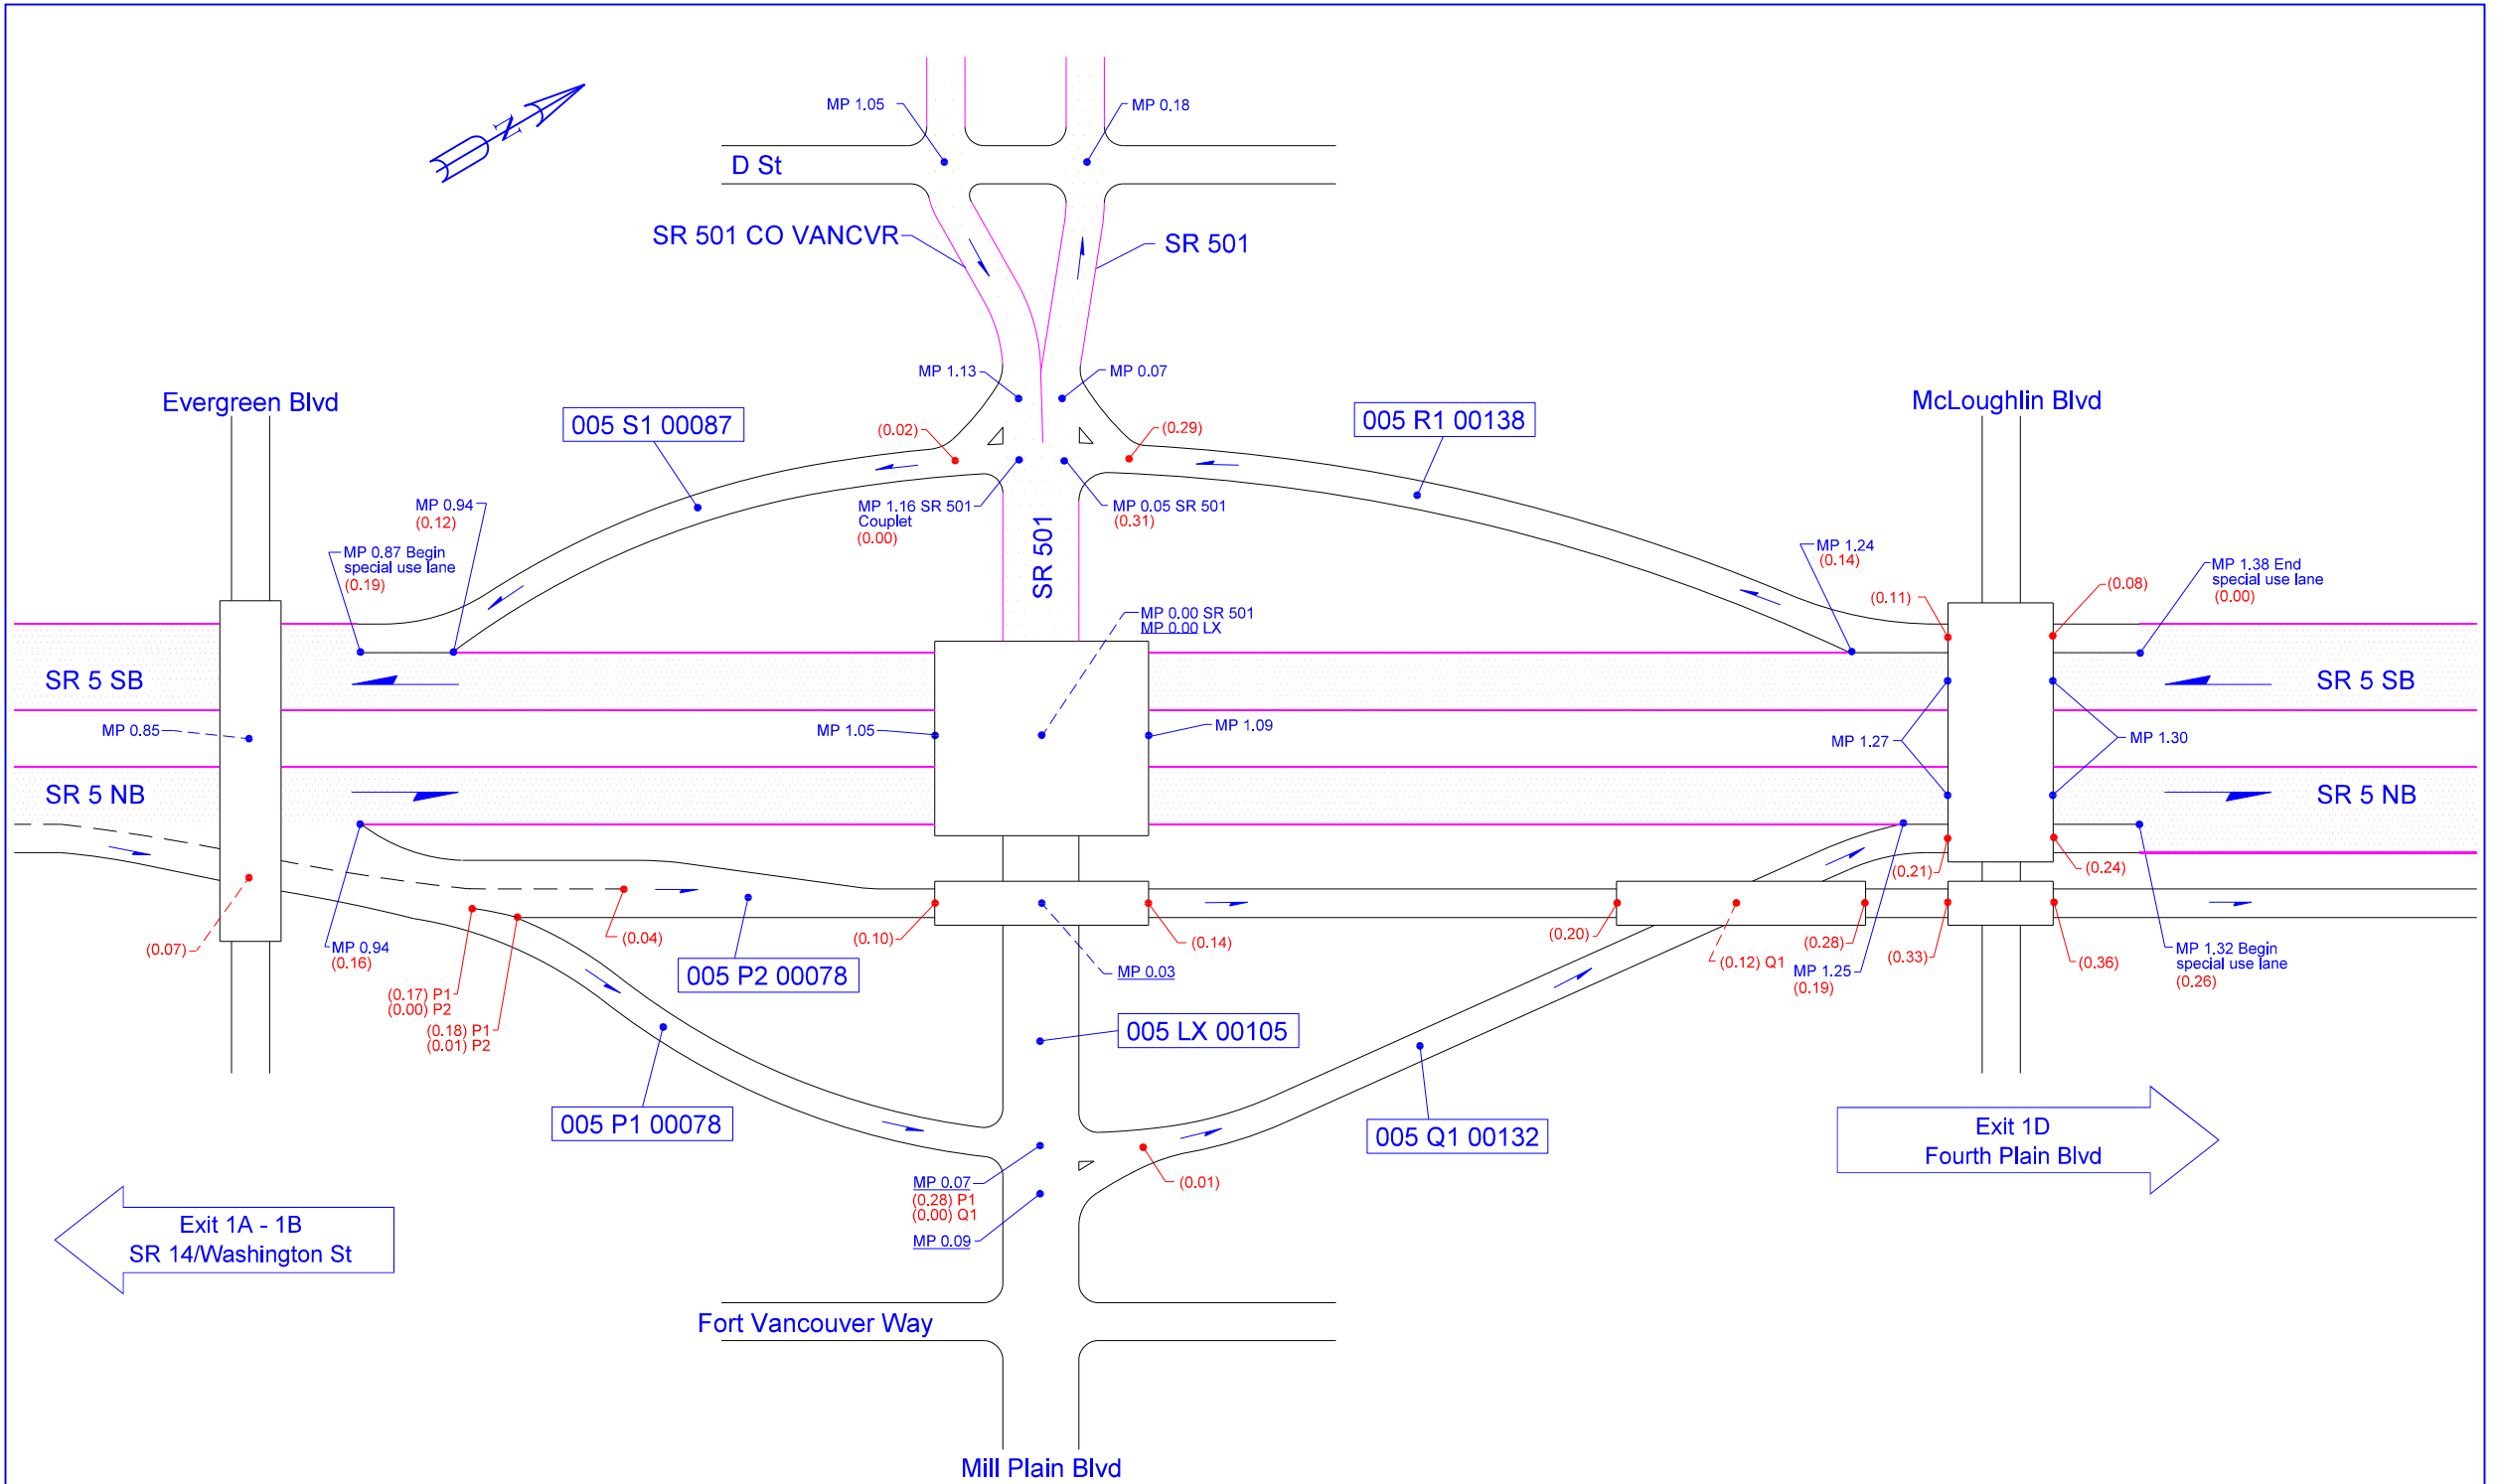 N
MP 1.05
MP 0.18
D St
SR 501 CO VANCVR
SR 501
MP 1.13
MP 0.07
Evergreen Blvd
McLoughlin Blvd
005 S1 00087
005 R1 00138
(0.02)
(0.29)
MP 0.94
(0.12)
MP 1.16 SR 501
Couplet
(0.00)
MP 0.05 SR 501
(0.31)
SR 501
MP 0.87 Begin
special use lane
(0.19)
MP 1.24
(0.14)
(0.11)
(0.08)
MP 1.38 End
special use lane
(0.00)
MP 0.00 SR 501
MP 0.00 LX
SR 5 SB
SR 5 SB
MP 0.85
MP 1.05
MP 1.09
MP 1.27
MP 1.30
SR 5 NB
SR 5 NB
(0.07)
MP 0.94
(0.16)
(0.04)
(0.10)
(0.14)
(0.20)
(0.28)
(0.21)
(0.24)
(0.33)
(0.36)
005 P2 00078
MP 0.03
(0.12) Q1
MP 1.25
(0.19)
MP 1.32 Begin
special use lane
(0.26)
(0.17) P1
(0.00) P2
(0.18) P1
(0.01) P2
005 LX 00105
005 P1 00078
005 Q1 00132
Exit 1D
Fourth Plain Blvd
MP 0.07
(0.28) P1
(0.00) Q1
MP 0.09
(0.01)
Exit 1A - 1B
SR 14/Washington St
Fort Vancouver Way
Mill Plain Blvd